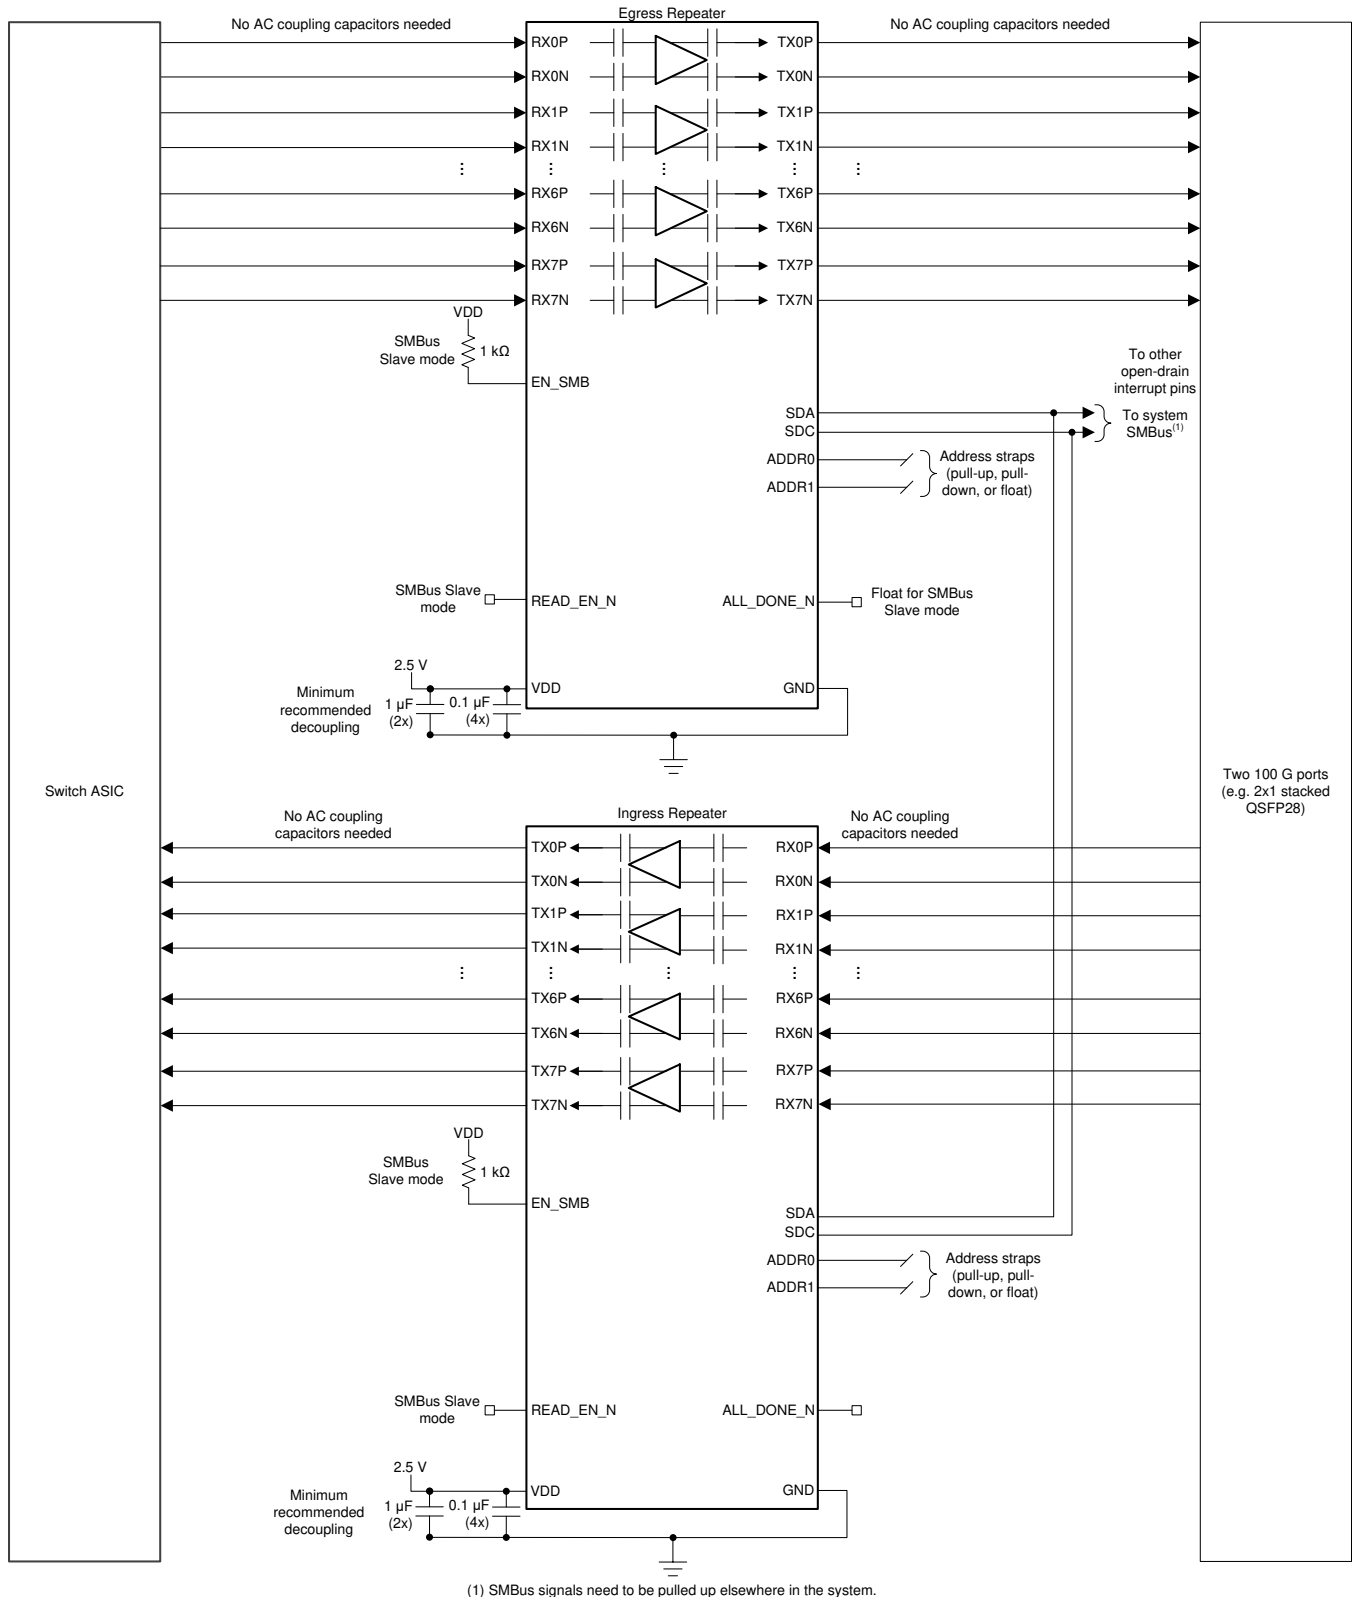 Egress Repeater
No AC coupling capacitors needed
No AC coupling capacitors needed
RX0P
TX0P
RX0N
TX0N
RX1P
TX1P
RX1N
TX1N
RX6P
TX6P
RX6N
TX6N
RX7P
TX7P
RX7N
TX7N
VDD
SMBus
Slave mode
1 kΩ
EN_SMB
To other
open-drain
interrupt pins
SDA
SDC
To system
SMBus(1)
ADDR0
ADDR1
Address straps
(pull-up, pull-
down, or float)
SMBus Slave
mode
READ_EN_N
ALL_DONE_N
Float for SMBus
Slave mode
2.5 V
VDD
GND
Minimum
recommended
decoupling
1 µF
(2x)
0.1 µF
(4x)
Switch ASIC
Two 100 G ports
(e.g. 2x1 stacked
QSFP28)
Ingress Repeater
No AC coupling
capacitors needed
No AC coupling
capacitors needed
TX0P
RX0P
TX0N
RX0N
TX1P
RX1P
TX1N
RX1N
TX6P
RX6P
TX6N
RX6N
TX7P
RX7P
TX7N
RX7N
VDD
SMBus
Slave mode
1 kΩ
EN_SMB
SDA
SDC
ADDR0
ADDR1
Address straps
(pull-up, pull-
down, or float)
SMBus Slave
mode
READ_EN_N
ALL_DONE_N
2.5 V
VDD
GND
Minimum
recommended
decoupling
1 µF
(2x)
0.1 µF
(4x)
(1) SMBus signals need to be pulled up elsewhere in the system.